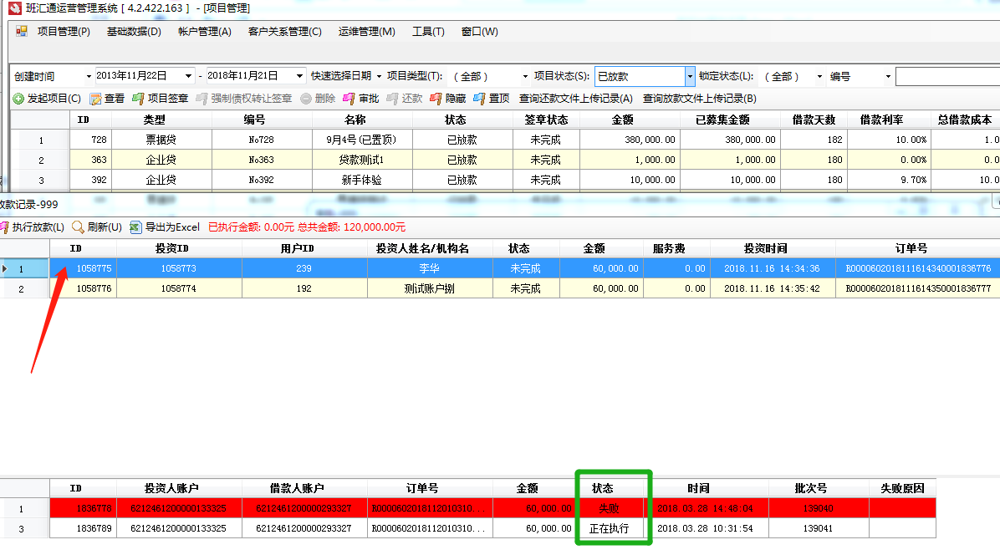 班汇通运营管理系统 [ 4.2.422.163 ] - [项目管理]
项目管理(P) 基础数据(D) 帐户管理(A) 客户关系管理(C) 运维管理(M) 工具(T) 窗口(W)
创建时间 2013年11月22日 - 2018年11月21日 快速选择日期 项目类型(T): （全部） 项目状态(S): 已放款 锁定状态(L): （全部） 编号
发起项目(C) 查看 项目签章 强制债权转让签章 删除 审批 还款 隐藏 置顶 查询还款文件上传记录(A) 查询放款文件上传记录(B)
ID 类型 编号 名称 状态 签章状态 金额 已募集金额 借款天数 借款利率 总借款成本
1 728 票据贷 №728 9月4号(已置顶) 已放款 未完成 380,000.00 380,000.00 182 10.00% 1.0
2 363 企业贷 №363 贷款测试1 已放款 未完成 1,000.00 1,000.00 180 0.00% 0.0
3 392 企业贷 №392 新手体验 已放款 未完成 10,000.00 10,000.00 180 9.70% 10.0
放款记录-999
执行放款(L) 刷新(U) 导出为Excel 已执行金额: 0.00元 总共金额: 120,000.00元
ID 投资ID 用户ID 投资人姓名/机构名 状态 金额 服务费 投资时间 订单号
1 1058775 1058773 239 李华 未完成 60,000.00 0.00 2018.11.16 14:34:36 R0000602018111614340001836776
2 1058776 1058774 192 测试账户捌 未完成 60,000.00 0.00 2018.11.16 14:35:42 R0000602018111614350001836777
ID 投资人账户 借款人账户 订单号 金额 状态 时间 批次号 失败原因
1 1836778 6212461200000133325 6212461200000293327 R0000602018112010310... 60,000.00 失败 2018.03.28 14:48:04 139040
3 1836789 6212461200000133325 6212461200000293327 R0000602018112010310... 60,000.00 正在执行 2018.03.28 10:31:54 139041